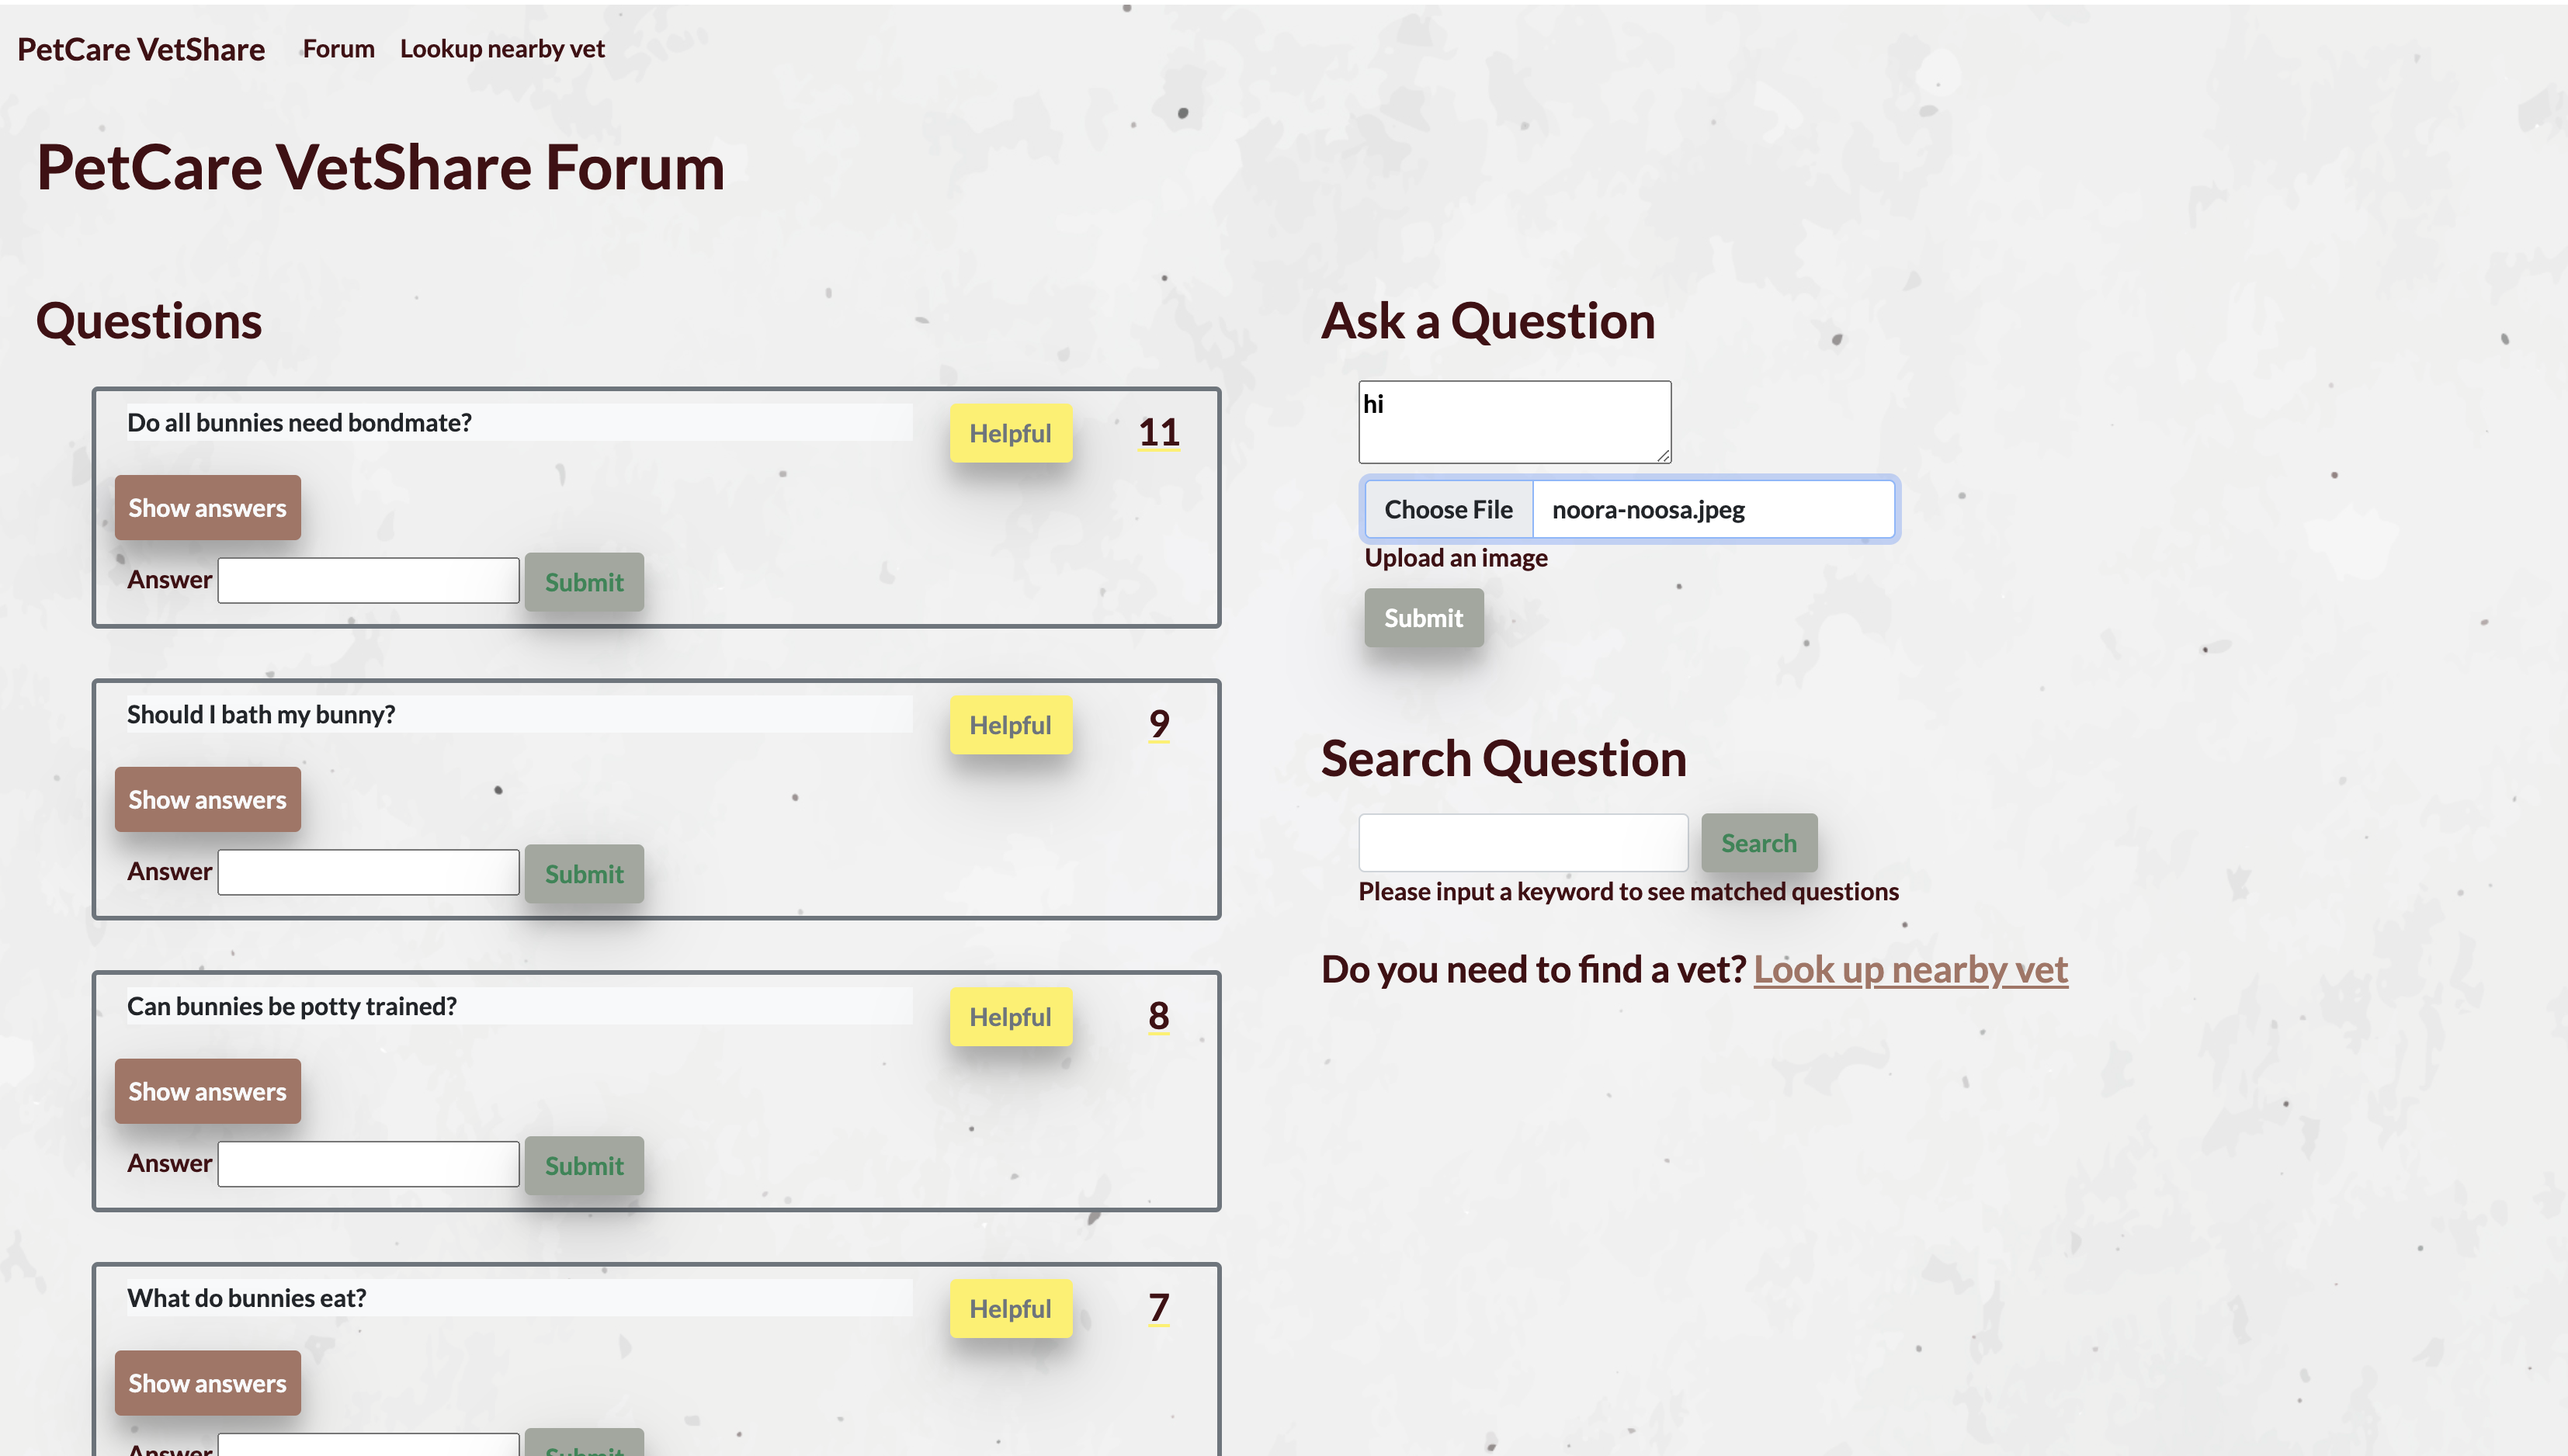 PetCare VetShare Forum Lookup nearby vet
PetCare VetShare Forum
Questions
Do all bunnies need bondmate? Helpful 11
Show answers
Answer Submit
Should I bath my bunny? Helpful 9
Show answers
Answer Submit
Can bunnies be potty trained? Helpful 8
Show answers
Answer Submit
What do bunnies eat? Helpful 7
Show answers
Answer Submit
Ask a Question
hi
Choose File noora-noosa.jpeg
Upload an image
Submit
Search Question
Search
Please input a keyword to see matched questions
Do you need to find a vet? Look up nearby vet